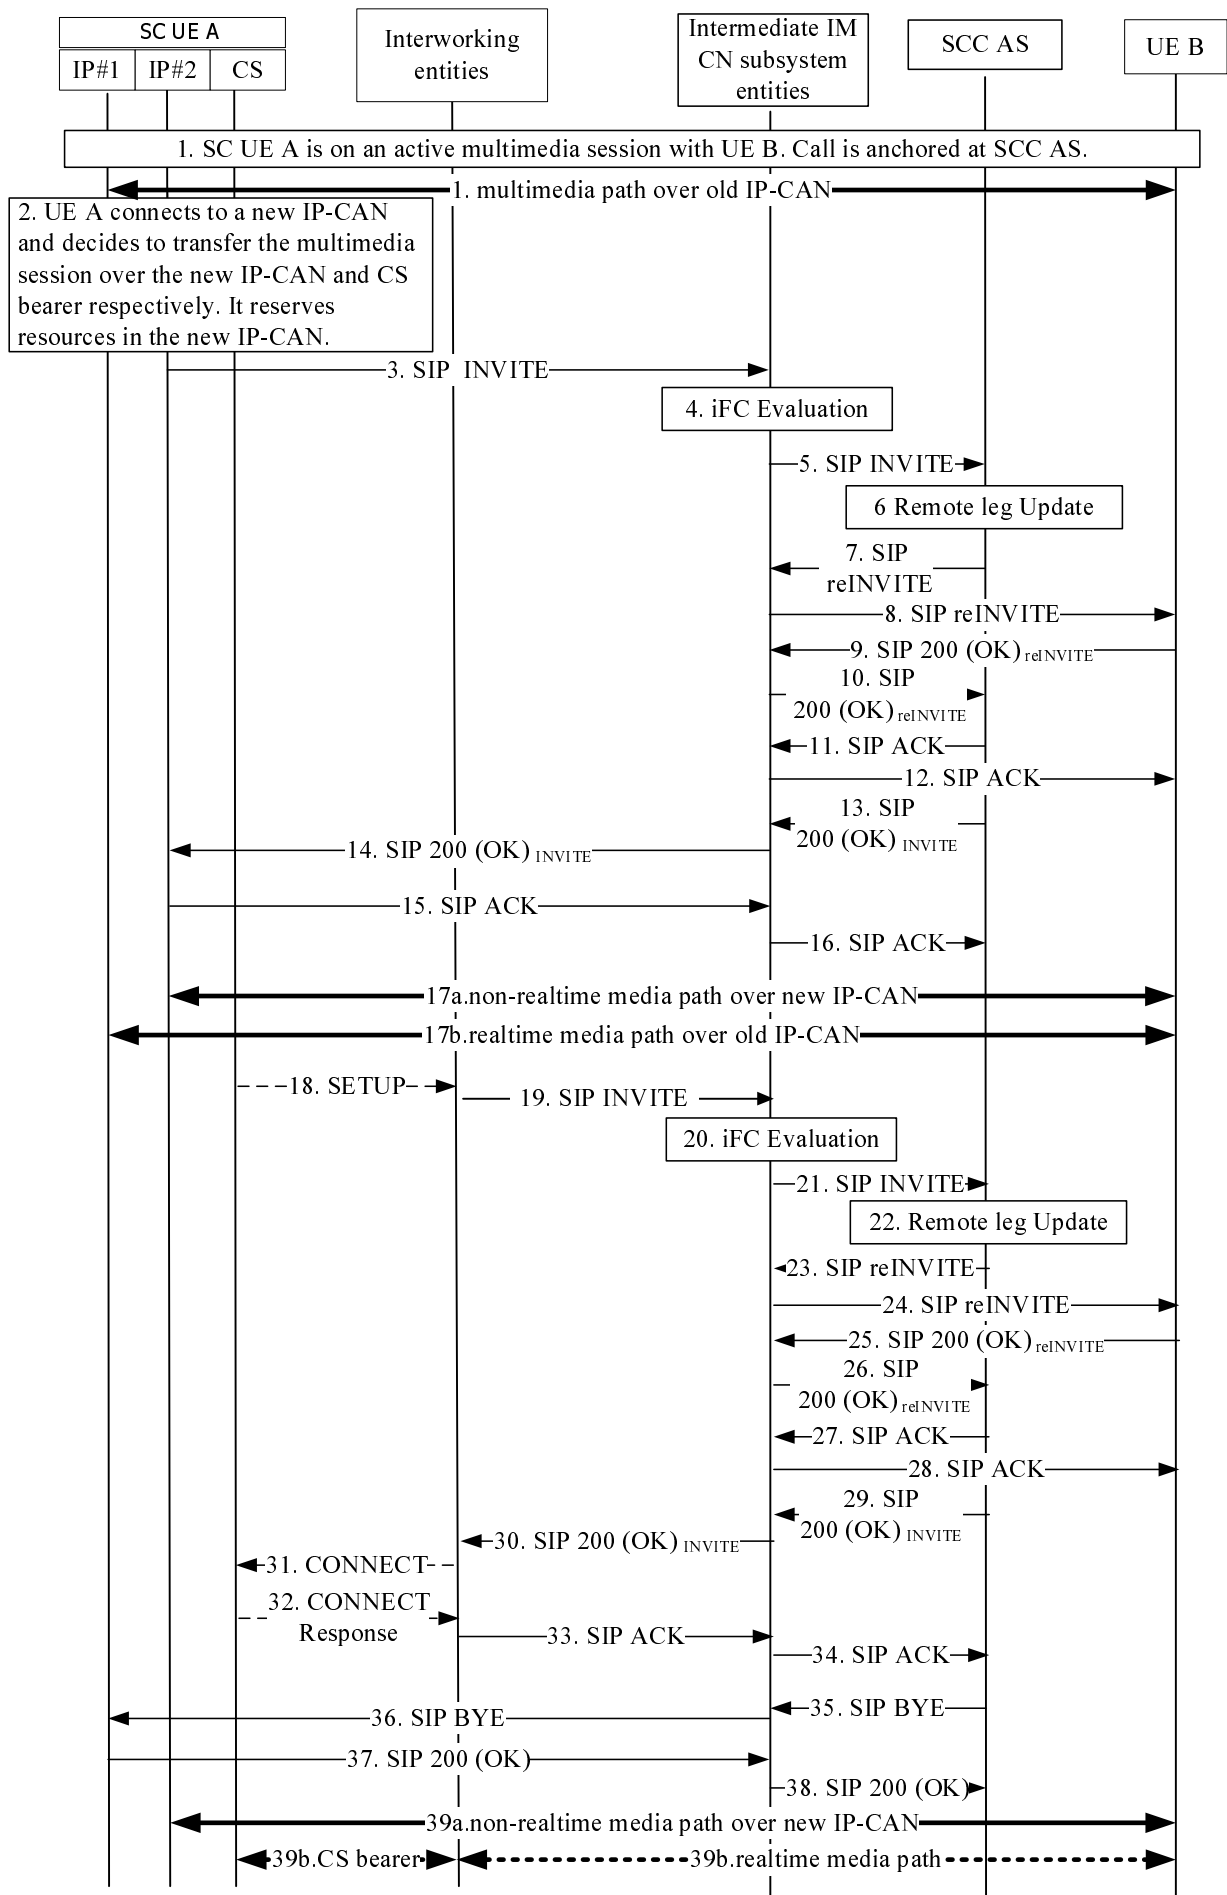 SC UE A
IP#1
IP#2
CS
Interworking
entities
Intermediate IM
CN subsystem
entities
SCC AS
UE B
1. SC UE A is on an active multimedia session with UE B. Call is anchored at SCC AS.
1. multimedia path over old IP-CAN
2. UE A connects to a new IP-CAN
and decides to transfer the multimedia
session over the new IP-CAN and CS
bearer respectively. It reserves
resources in the new IP-CAN.
3. SIP INVITE
4. iFC Evaluation
5. SIP INVITE
6 Remote leg Update
7. SIP
reINVITE
8. SIP reINVITE
9. SIP 200 (OK) reINVITE
10. SIP
200 (OK) reINVITE
11. SIP ACK
12. SIP ACK
13. SIP
200 (OK) INVITE
14. SIP 200 (OK) INVITE
15. SIP ACK
16. SIP ACK
17a.non-realtime media path over new IP-CAN
17b.realtime media path over old IP-CAN
18. SETUP
19. SIP INVITE
20. iFC Evaluation
21. SIP INVITE
22. Remote leg Update
23. SIP reINVITE
24. SIP reINVITE
25. SIP 200 (OK) reINVITE
26. SIP
200 (OK) reINVITE
27. SIP ACK
28. SIP ACK
29. SIP
200 (OK) INVITE
30. SIP 200 (OK) INVITE
31. CONNECT
32. CONNECT
Response
33. SIP ACK
34. SIP ACK
35. SIP BYE
36. SIP BYE
37. SIP 200 (OK)
38. SIP 200 (OK)
39a.non-realtime media path over new IP-CAN
39b.CS bearer
39b.realtime media path